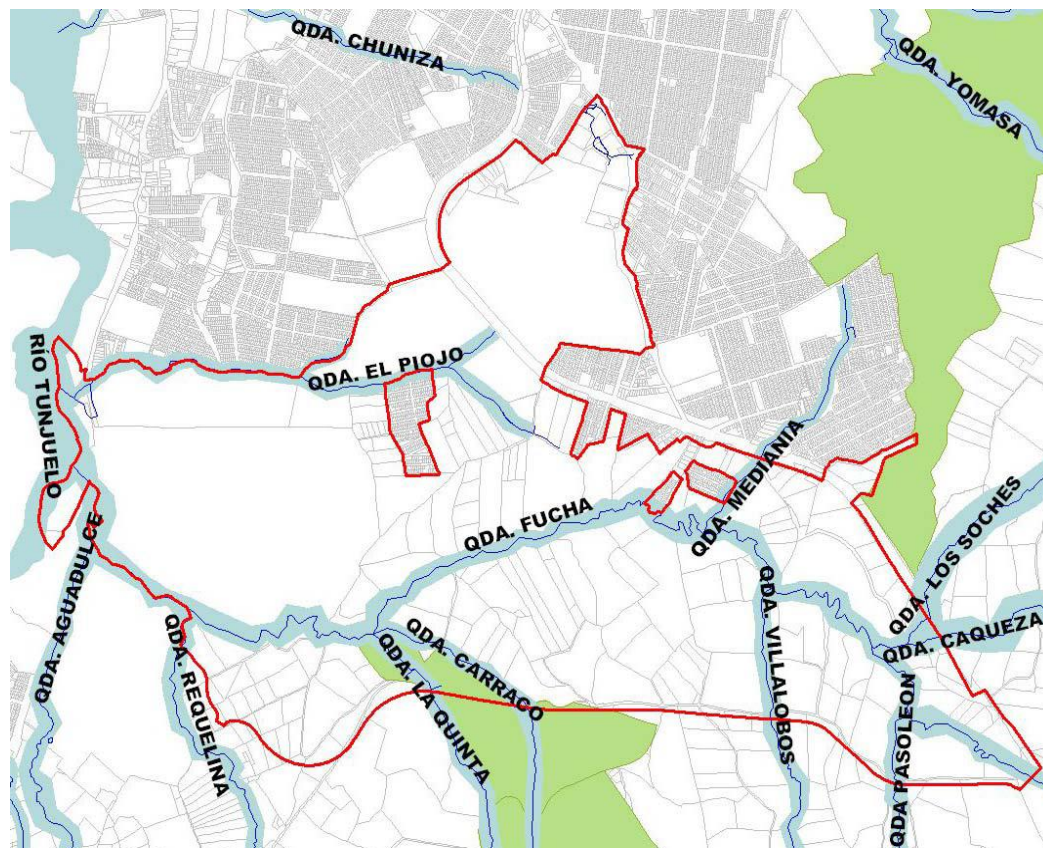 QDA. CHUNIZA
QDA. YOMASA
RÍO TUNJUELO
QDA. EL PIOJO
QDA. MEDIANIA
QDA. FUCHA
QDA. LOS SOCHES
QDA. AGUADULCE
QDA. VILLALOBOS
QDA. CAQUEZA
QDA. REQUELINA
QDA. CARRACO
QDA. LA QUINTA
QDA PASOLEON